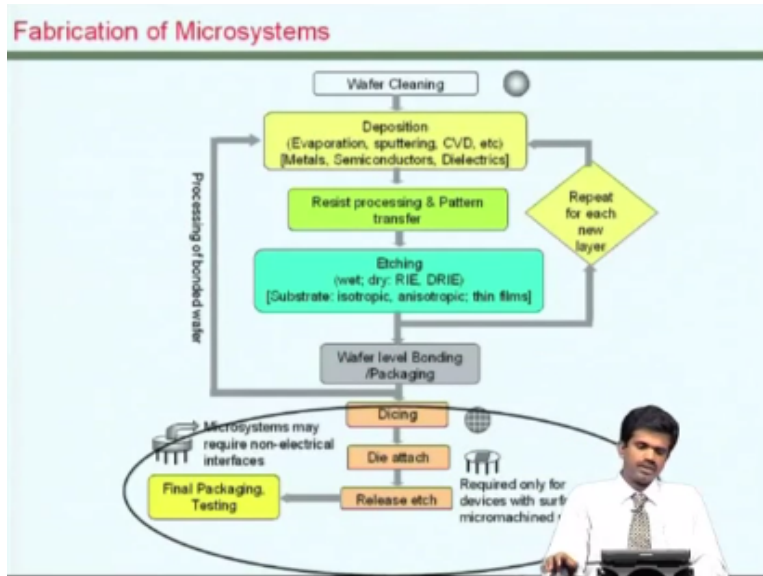 Fabrication of Microsystems
Wafer Cleaning
Deposition
(Evaporation, sputtering, CVD, etc)
[Metals, Semiconductors, Dielectrics]
Resist processing & Pattern
transfer
Repeat
for each
new
layer
Etching
(wet; dry: RIE, DRIE)
[Substrate: isotropic, anisotropic; thin films]
Processing of bonded wafer
Wafer level Bonding
/Packaging
Dicing
Microsystems may
require non-electrical
interfaces
Die attach
Required only for
devices with
micromachined
Release etch
Final Packaging,
Testing